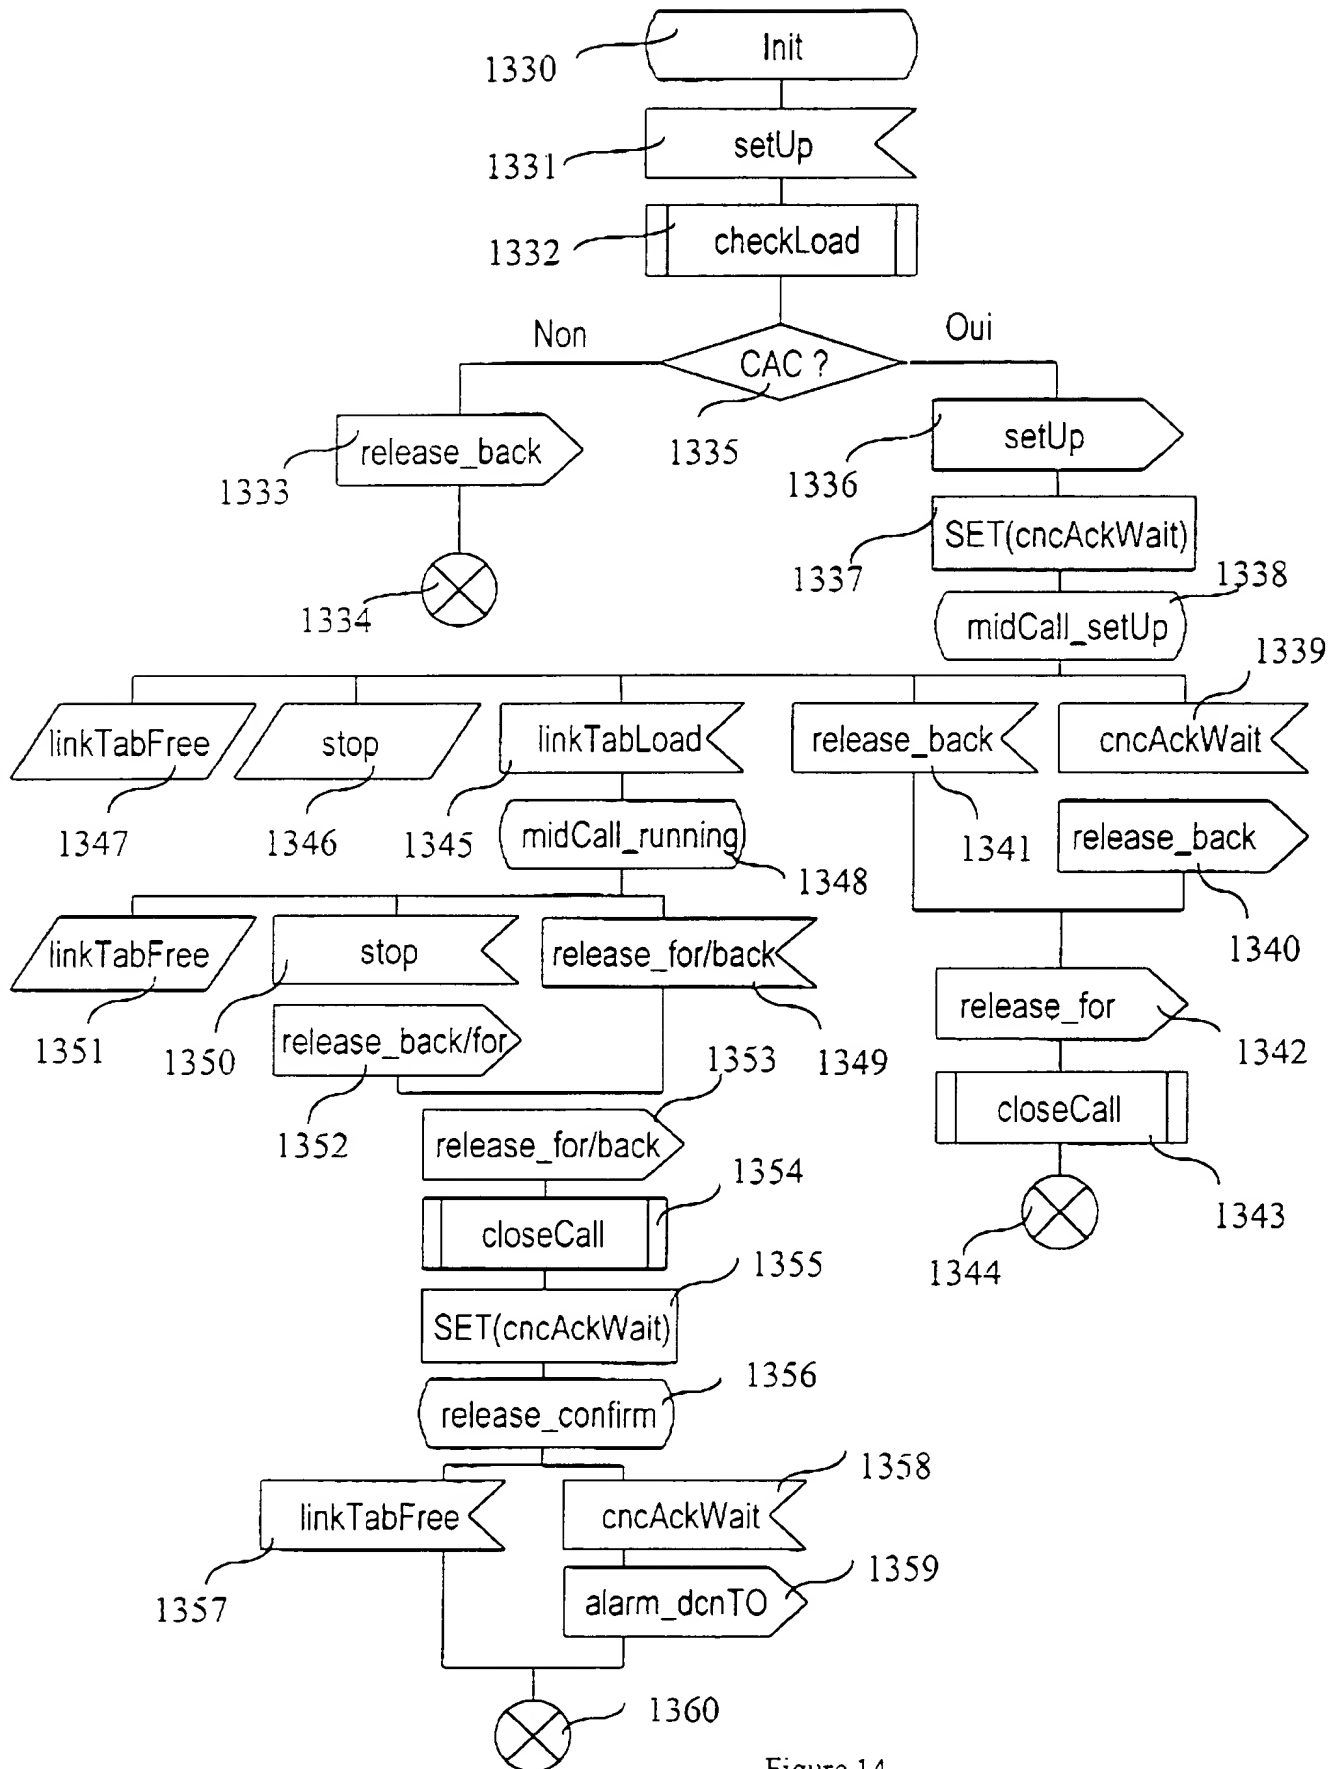 Init
1330
setUp
1331
checkLoad
1332
Non
Oui
CAC ?
1335
release_back
1333
1334
setUp
1336
SET(cncAckWait)
1337
1338
midCall_setUp
1339
linkTabFree
stop
linkTabLoad
release_back
cncAckWait
1347
1346
1345
1341
midCall_running
1348
release_back
1340
linkTabFree
stop
release_for/back
1351
1350
1349
release_for
1342
release_back/for
1352
1353
closeCall
1343
release_for/back
1354
1344
closeCall
1355
SET(cncAckWait)
1356
release_confirm
1358
linkTabFree
cncAckWait
1357
1359
alarm_dcnTO
1360
Figure 14